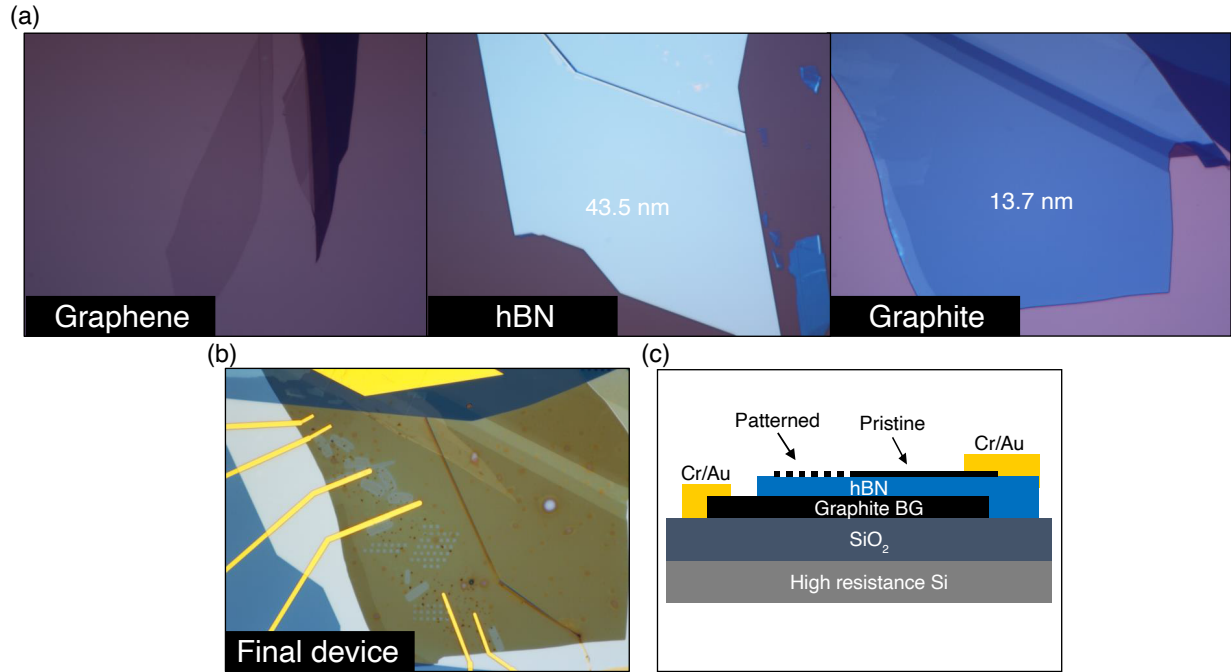 (a)
43.5 nm
13.7 nm
Graphene
hBN
Graphite
(b)
Final device
(c)
Patterned
Pristine
Cr/Au
Cr/Au
hBN
Graphite BG
SiO₂
High resistance Si